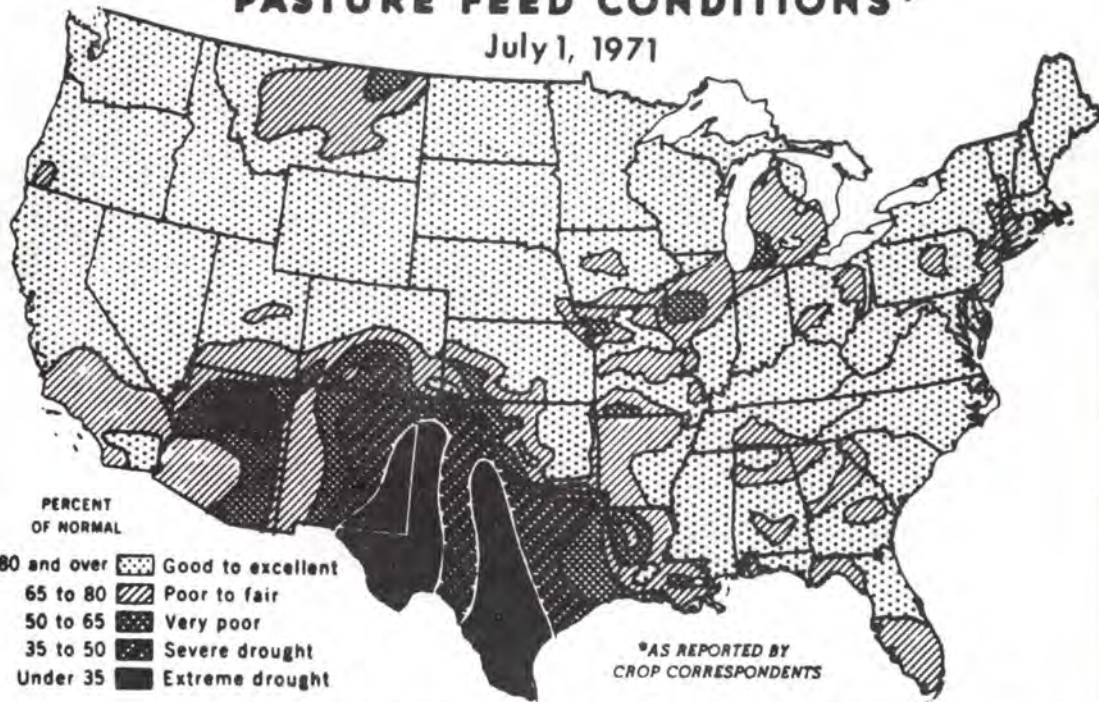 PASTURE FEED CONDITIONS*
July 1, 1971
PERCENT
OF NORMAL
80 and over Good to excellent
65 to 80 Poor to fair
50 to 65 Very poor
35 to 50 Severe drought
Under 35 Extreme drought
*AS REPORTED BY
CROP CORRESPONDENTS